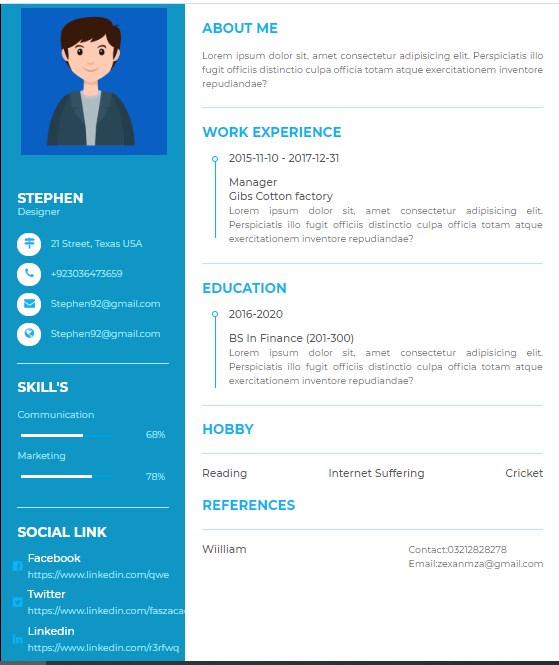 STEPHEN
Designer
21 Street, Texas USA
+923036473659
Stephen92@gmail.com
Stephen92@gmail.com
SKILL'S
Communication
68%
Marketing
78%
SOCIAL LINK
Facebook
https://www.linkedin.com/qwe
Twitter
https://www.linkedin.com/faszaca
Linkedin
https://www.linkedin.com/r3rfwq
ABOUT ME
Lorem ipsum dolor sit, amet consectetur adipisicing elit. Perspiciatis illo
fugit officiis distinctio culpa officia totam atque exercitationem inventore
repudiandae?
WORK EXPERIENCE
2015-11-10 - 2017-12-31
Manager
Gibs Cotton factory
Lorem ipsum dolor sit, amet consectetur adipisicing elit.
Perspiciatis illo fugit officiis distinctio culpa officia totam atque
exercitationem inventore repudiandae?
EDUCATION
2016-2020
BS In Finance (201-300)
Lorem ipsum dolor sit, amet consectetur adipisicing elit.
Perspiciatis illo fugit officiis distinctio culpa officia totam atque
exercitationem inventore repudiandae?
HOBBY
Reading Internet Suffering Cricket
REFERENCES
Wiilliam
Contact:03212828278
Email:zexanmza@gmail.com